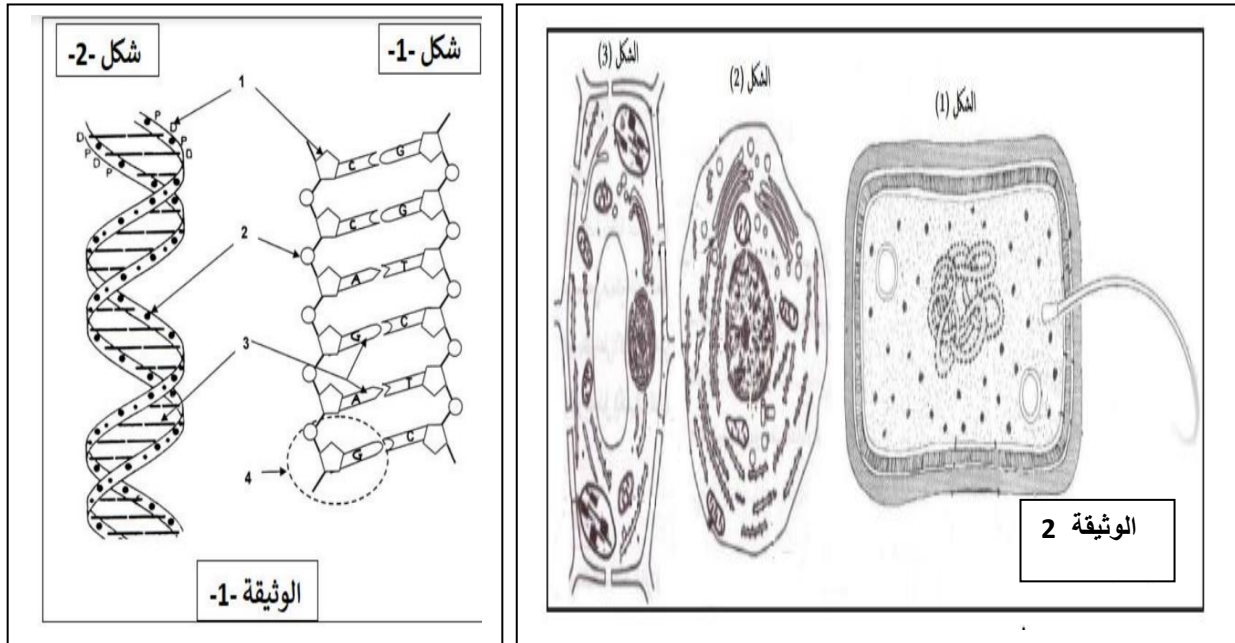 شكل -2-
شكل -1-
1
P
D
D
P
P
D
D
P
2
3
4
C G
C G
A T
G C
A T
G C
الوثيقة -1-
الشكل (3)
الشكل (2)
الشكل (1)
الوثيقة 2